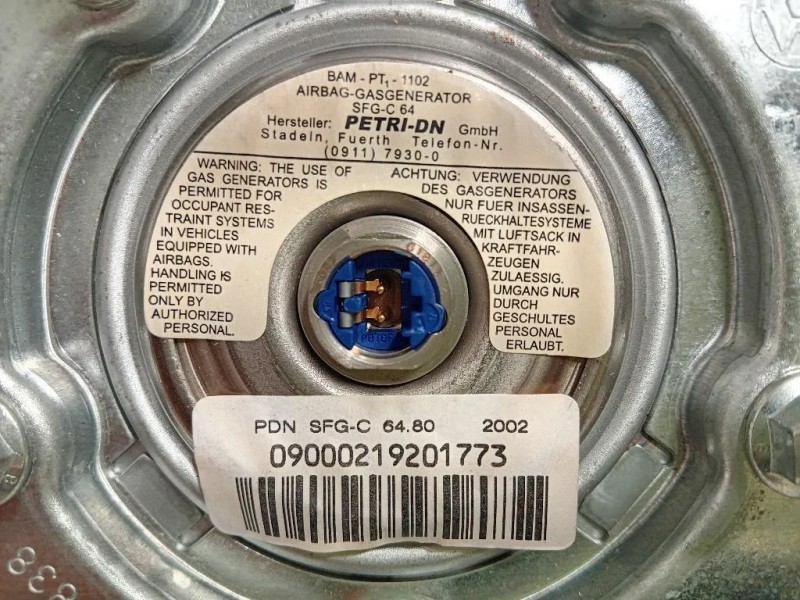 BAM - PT₁ - 1102
AIRBAG-GASGENERATOR
SFG-C 64
Hersteller: PETRI-DN GmbH
Stadeln, Fuerth Telefon-Nr.
(0911) 7930-0
WARNING: THE USE OF
GAS GENERATORS IS
PERMITTED FOR
OCCUPANT RES-
TRAINT SYSTEMS
IN VEHICLES
EQUIPPED WITH
AIRBAGS.
HANDLING IS
PERMITTED
ONLY BY
AUTHORIZED
PERSONAL.
ACHTUNG: VERWENDUNG
DES GASGENERATORS
NUR FUER INSASSEN-
RUECKHALTESYSTEME
MIT LUFTSACK IN
KRAFTFAHR-
ZEUGEN
ZULAESSIG.
UMGANG NUR
DURCH
GESCHULTES
PERSONAL
ERLAUBT.
PDN SFG-C 64.80 2002
09000219201773